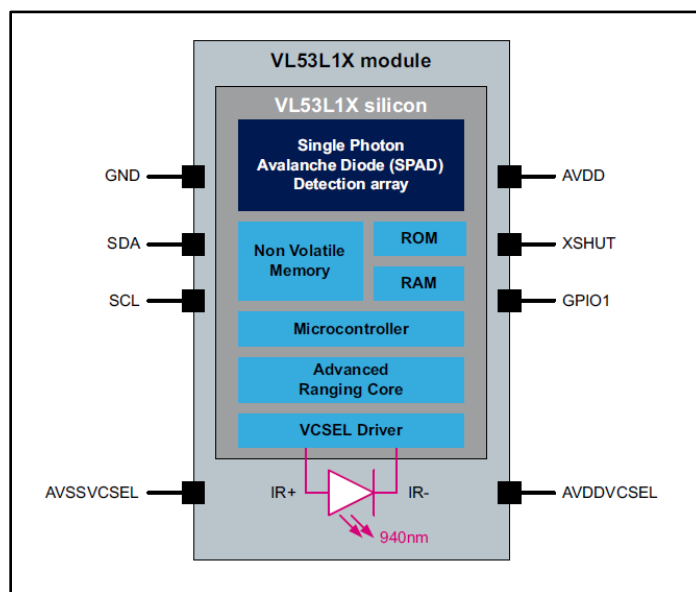 VL53L1X module
VL53L1X silicon
Single Photon
Avalanche Diode (SPAD)
Detection array
GND
AVDD
SDA
Non Volatile
Memory
ROM
XSHUT
SCL
RAM
GPIO1
Microcontroller
Advanced
Ranging Core
VCSEL Driver
AVSSVCSEL
IR+
IR-
AVDDVCSEL
940nm